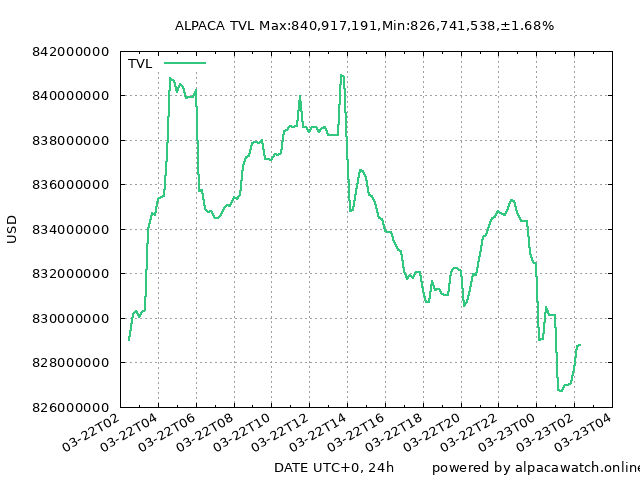 ALPACA TVL Max:840,917,191,Min:826,741,538,±1.68%
842000000
TVL
840000000
838000000
836000000
834000000
USD
832000000
830000000
828000000
826000000
03-22T02
03-22T04
03-22T06
03-22T08
03-22T10
03-22T12
03-22T14
03-22T16
03-22T18
03-22T20
03-22T22
03-23T00
03-23T02
03-23T04
DATE UTC+0, 24h
powered by alpacawatch.online